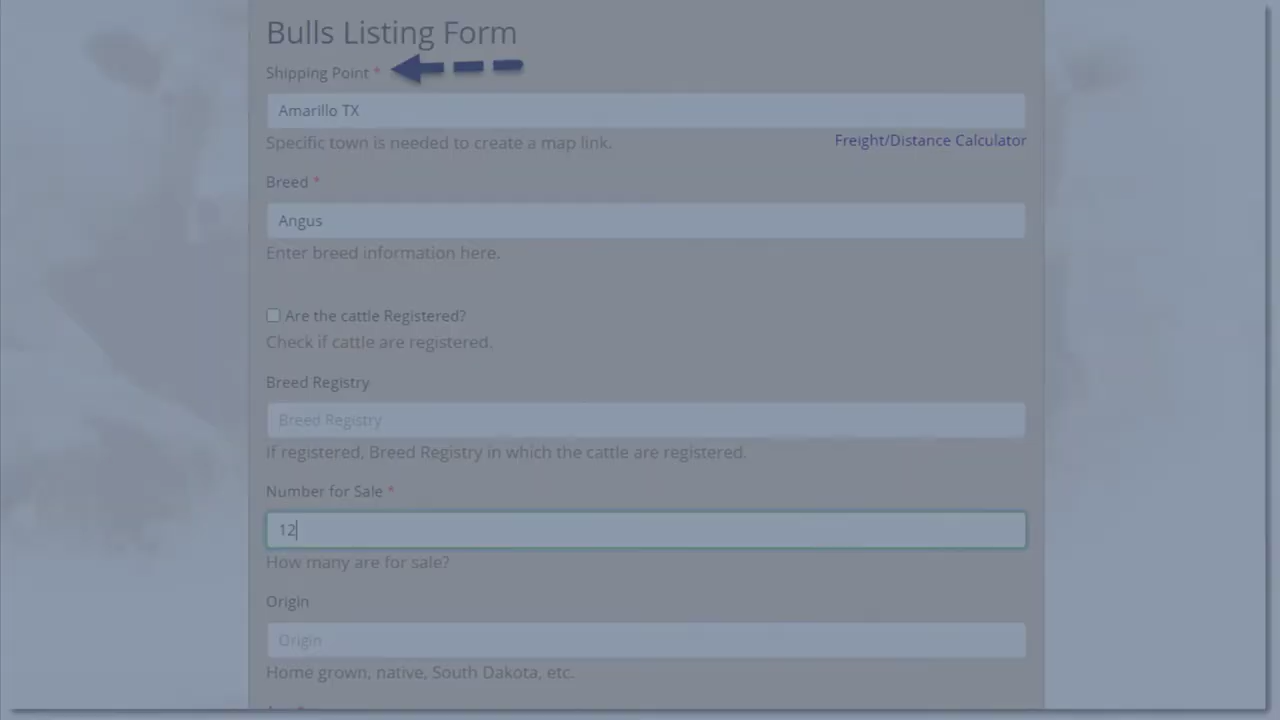 Bulls Listing Form
Shipping Point *
Amarillo TX
Specific town is needed to create a map link.
Freight/Distance Calculator
Breed *
Angus
Enter breed information here.
Are the cattle Registered?
Check if cattle are registered.
Breed Registry
Breed Registry
If registered, Breed Registry in which the cattle are registered.
Number for Sale *
12
How many are for sale?
Origin
Origin
Home grown, native, South Dakota, etc.